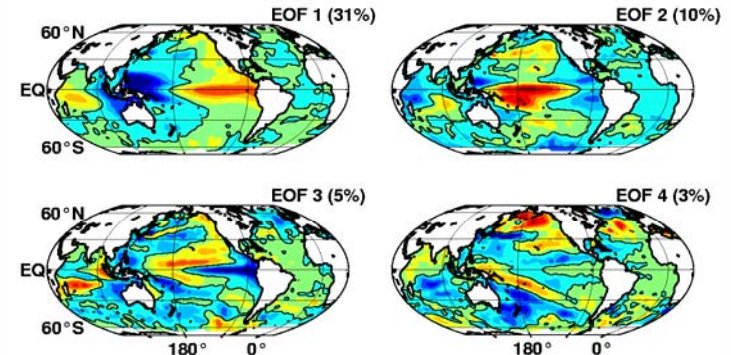 EOF 1 (31%)
EOF 2 (10%)
60°N
EQ
60°S
EOF 3 (5%)
EOF 4 (3%)
60°N
EQ
60°S
180° 0°
180° 0°